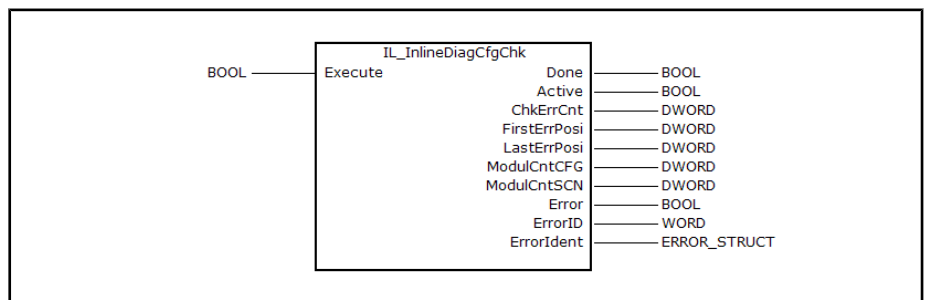 IL_InlineDiagCfgChk
BOOL Execute Done BOOL
Active BOOL
ChkErrCnt DWORD
FirstErrPosi DWORD
LastErrPosi DWORD
ModulCntCFG DWORD
ModulCntSCN DWORD
Error BOOL
ErrorID WORD
ErrorIdent ERROR_STRUCT